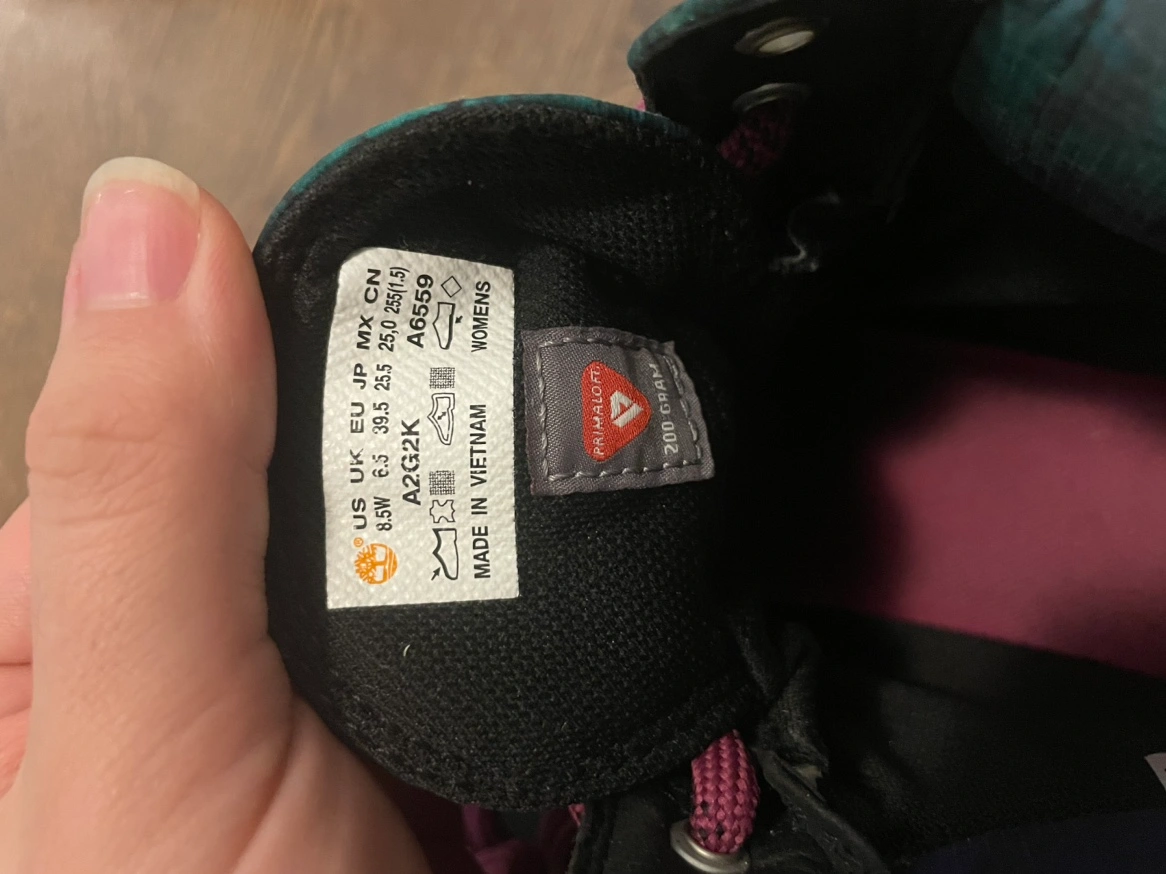 US UK EU JP MX CN
8.5W 6.5 39.5 25.5 25,0 255(1.5)
A2G2K A6559
MADE IN VIETNAM WOMENS
PRIMALOFT
200 GRAM